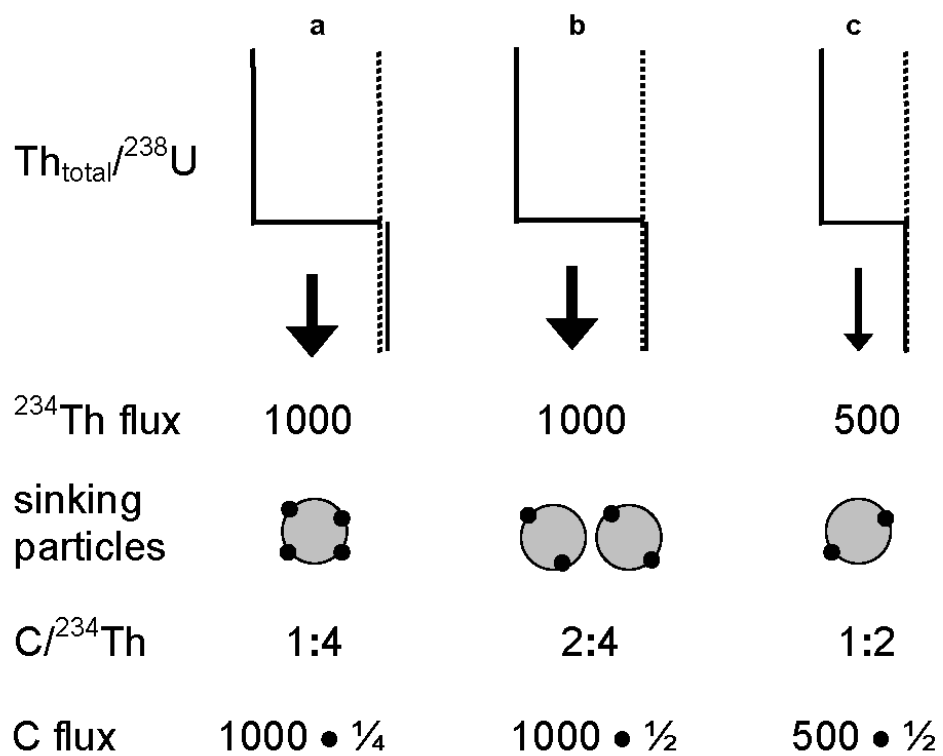 a b c
Th_total/²³⁸U
²³⁴Th flux 1000 1000 500
sinking
particles
C/²³⁴Th 1:4 2:4 1:2
C flux 1000 • ¼ 1000 • ½ 500 • ½